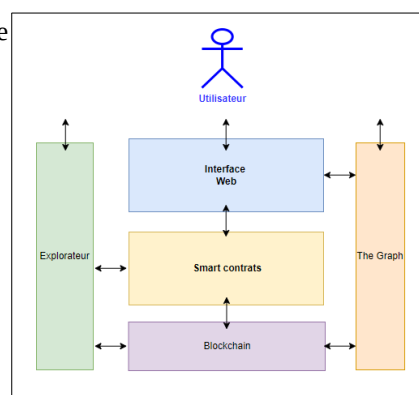 e
Utilisateur
Interface
Web
Explorateur
Smart contrats
The Graph
Blockchain